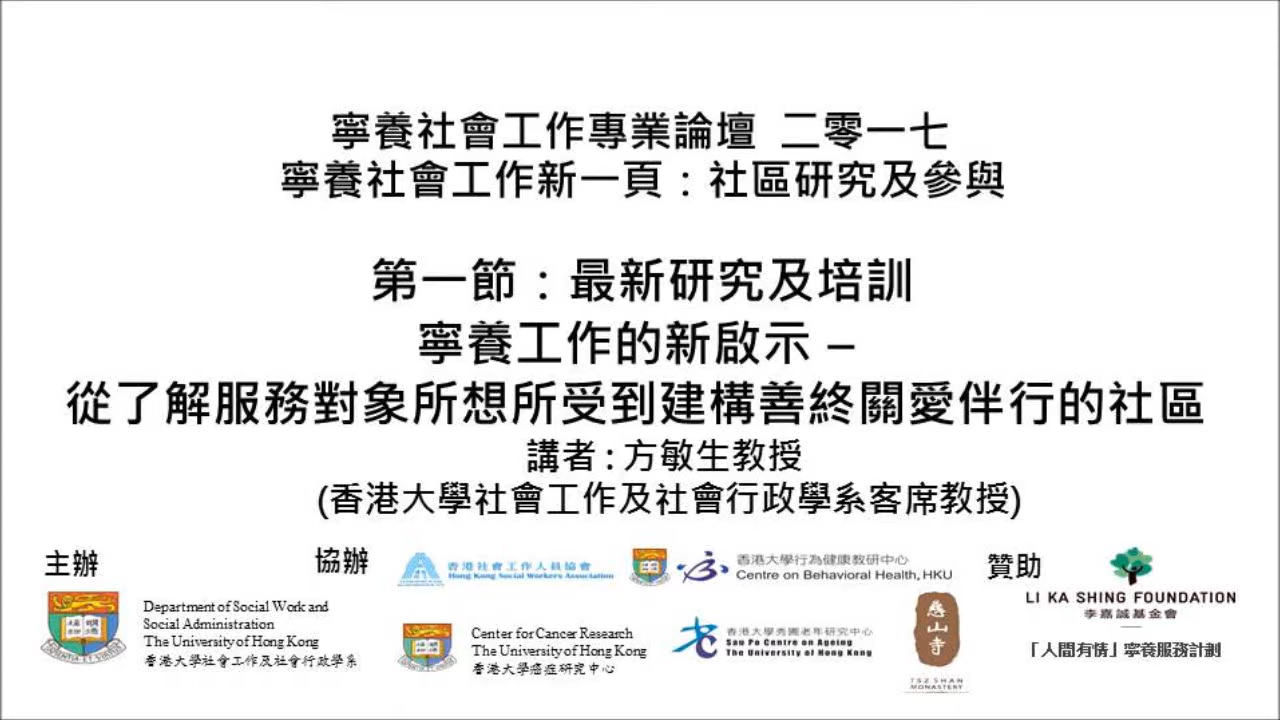 寧養社會工作專業論壇 二零一七
寧養社會工作新一頁：社區研究及參與
第一節：最新研究及培訓
寧養工作的新啟示 –
從了解服務對象所想所受到建構善終關愛伴行的社區
講者 : 方敏生教授
(香港大學社會工作及社會行政學系客席教授)
主辦
Department of Social Work and
Social Administration
The University of Hong Kong
香港大學社會工作及社會行政學系
協辦
香港社會工作人員協會
Hong Kong Social Workers Association
香港大學行為健康教研中心
Centre on Behavioral Health, HKU
Center for Cancer Research
The University of Hong Kong
香港大學癌症研究中心
香港大學秀圃老年研究中心
Sau Po Centre on Ageing
The University of Hong Kong
慈山寺
TSZ SHAN
MONASTERY
贊助
LI KA SHING FOUNDATION
李嘉誠基金會
「人間有情」寧養服務計劃